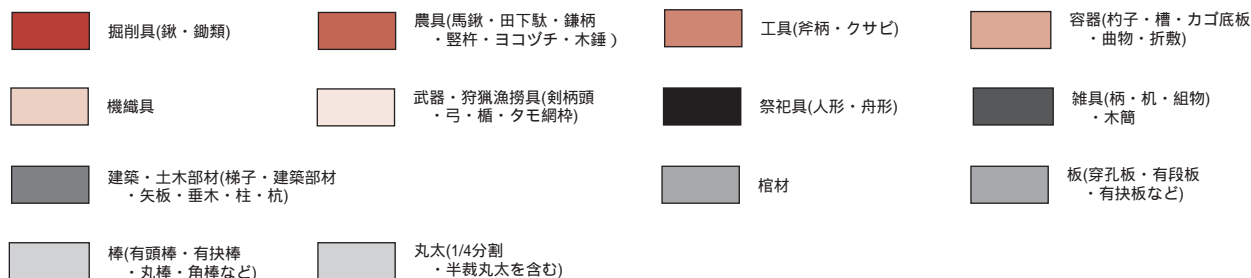 掘削具(鍬・鋤類)
農具(馬鍬・田下駄・鎌柄
・竪杵・ヨコヅチ・木錘)
工具(斧柄・クサビ)
容器(杓子・槽・カゴ底板
・曲物・折敷)
機織具
武器・狩猟漁撈具(剣柄頭
・弓・楯・タモ網枠)
祭祀具(人形・舟形)
雑具(柄・机・組物)
・木簡
建築・土木部材(梯子・建築部材
・矢板・垂木・柱・杭)
棺材
板(穿孔板・有段板
・有抉板など)
棒(有頭棒・有抉棒
・丸棒・角棒など)
丸太(1/4分割
・半裁丸太を含む)